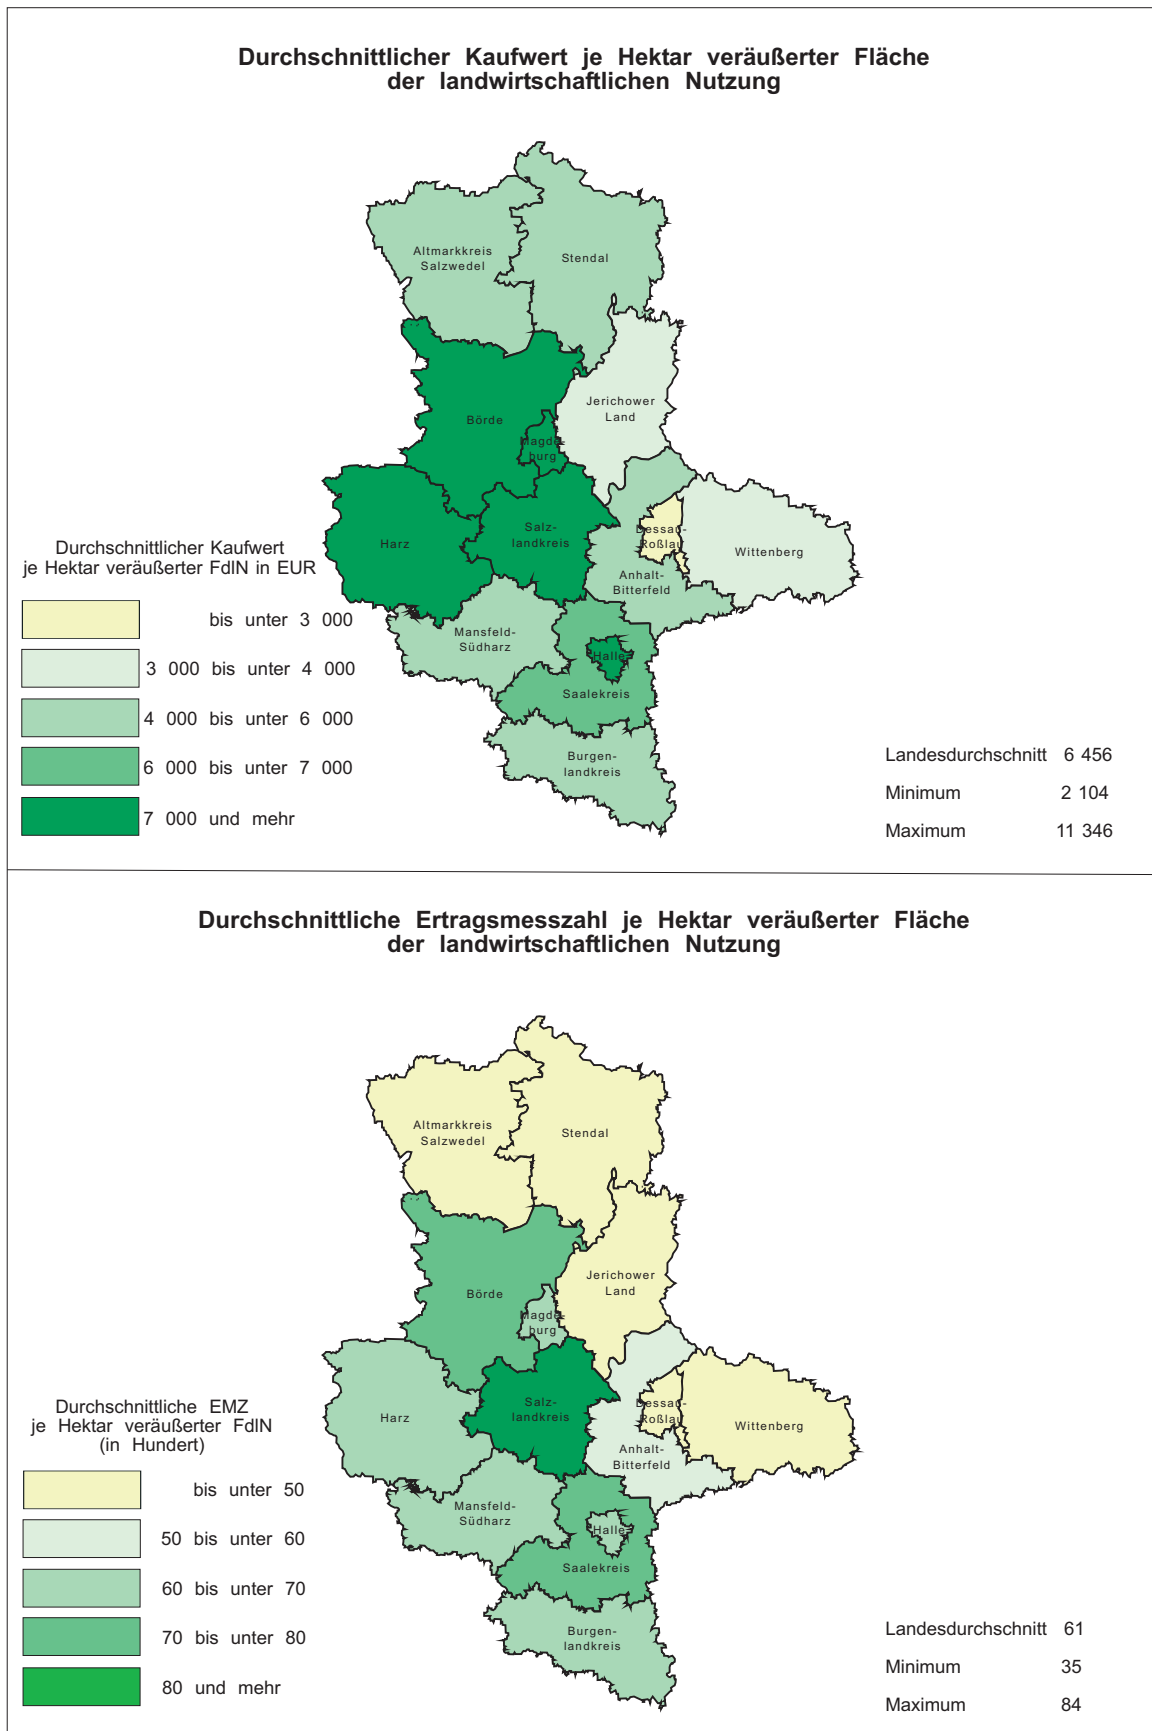 Durchschnittlicher Kaufwert je Hektar veräußerter Fläche
der landwirtschaftlichen Nutzung
Altmarkkreis
Salzwedel
Stendal
Jerichower
Land
Börde
Magde-
burg
Salz-
landkreis
Harz
Dessau-
Roßlau
Wittenberg
Anhalt-
Bitterfeld
Mansfeld-
Südharz
Halle
Saalekreis
Burgen-
landkreis
Durchschnittlicher Kaufwert
je Hektar veräußerter FdlN in EUR
bis unter 3 000
3 000 bis unter 4 000
4 000 bis unter 6 000
6 000 bis unter 7 000
7 000 und mehr
Landesdurchschnitt 6 456
Minimum 2 104
Maximum 11 346
Durchschnittliche Ertragsmesszahl je Hektar veräußerter Fläche
der landwirtschaftlichen Nutzung
Altmarkkreis
Salzwedel
Stendal
Jerichower
Land
Börde
Magde-
burg
Salz-
landkreis
Harz
Dessau-
Roßlau
Wittenberg
Anhalt-
Bitterfeld
Mansfeld-
Südharz
Halle
Saalekreis
Burgen-
landkreis
Durchschnittliche EMZ
je Hektar veräußerter FdlN
(in Hundert)
bis unter 50
50 bis unter 60
60 bis unter 70
70 bis unter 80
80 und mehr
Landesdurchschnitt 61
Minimum 35
Maximum 84